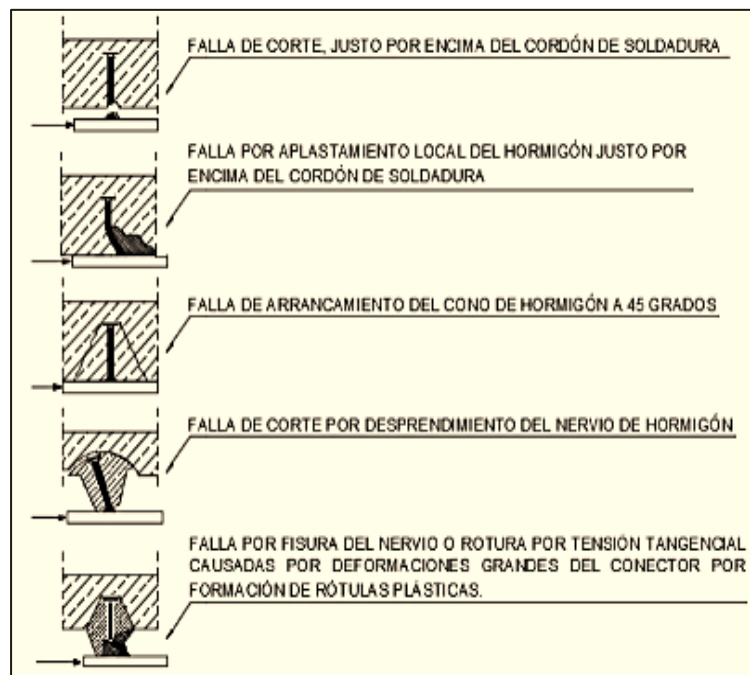 FALLA DE CORTE, JUSTO POR ENCIMA DEL CORDÓN DE SOLDADURA
FALLA POR APLASTAMIENTO LOCAL DEL HORMIGÓN JUSTO POR
ENCIMA DEL CORDÓN DE SOLDADURA
FALLA DE ARRANCAMIENTO DEL CONO DE HORMIGÓN A 45 GRADOS
FALLA DE CORTE POR DESPRENDIMIENTO DEL NERVIO DE HORMIGÓN
FALLA POR FISURA DEL NERVIO O ROTURA POR TENSIÓN TANGENCIAL
CAUSADAS POR DEFORMACIONES GRANDES DEL CONECTOR POR
FORMACIÓN DE RÓTULAS PLÁSTICAS.